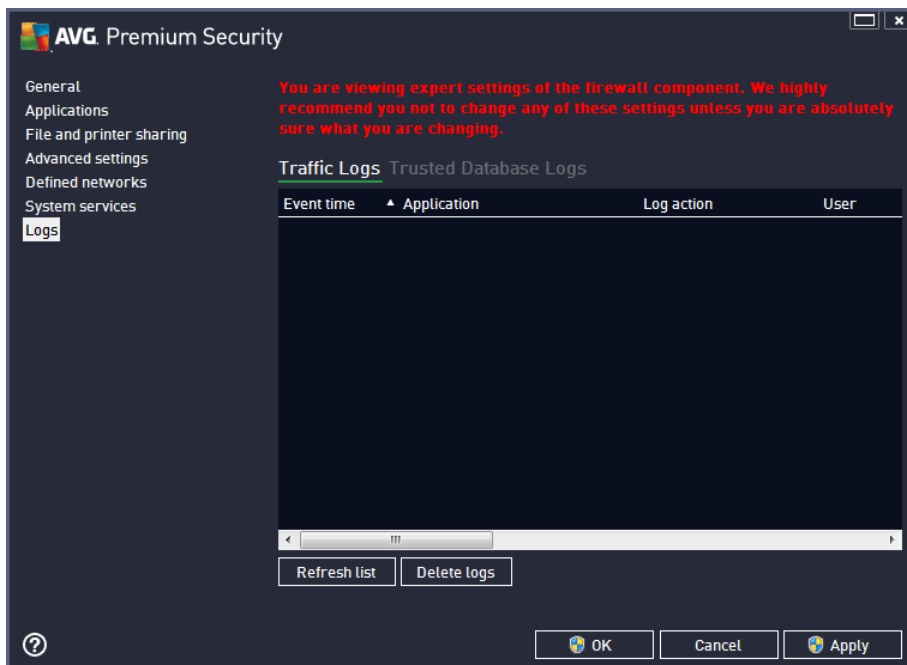 AVG. Premium Security
General
Applications
File and printer sharing
Advanced settings
Defined networks
System services
Logs
You are viewing expert settings of the firewall component. We highly
recommend you not to change any of these settings unless you are absolutely
sure what you are changing.
Traffic Logs Trusted Database Logs
Event time Application Log action User
Refresh list Delete logs
OK Cancel Apply